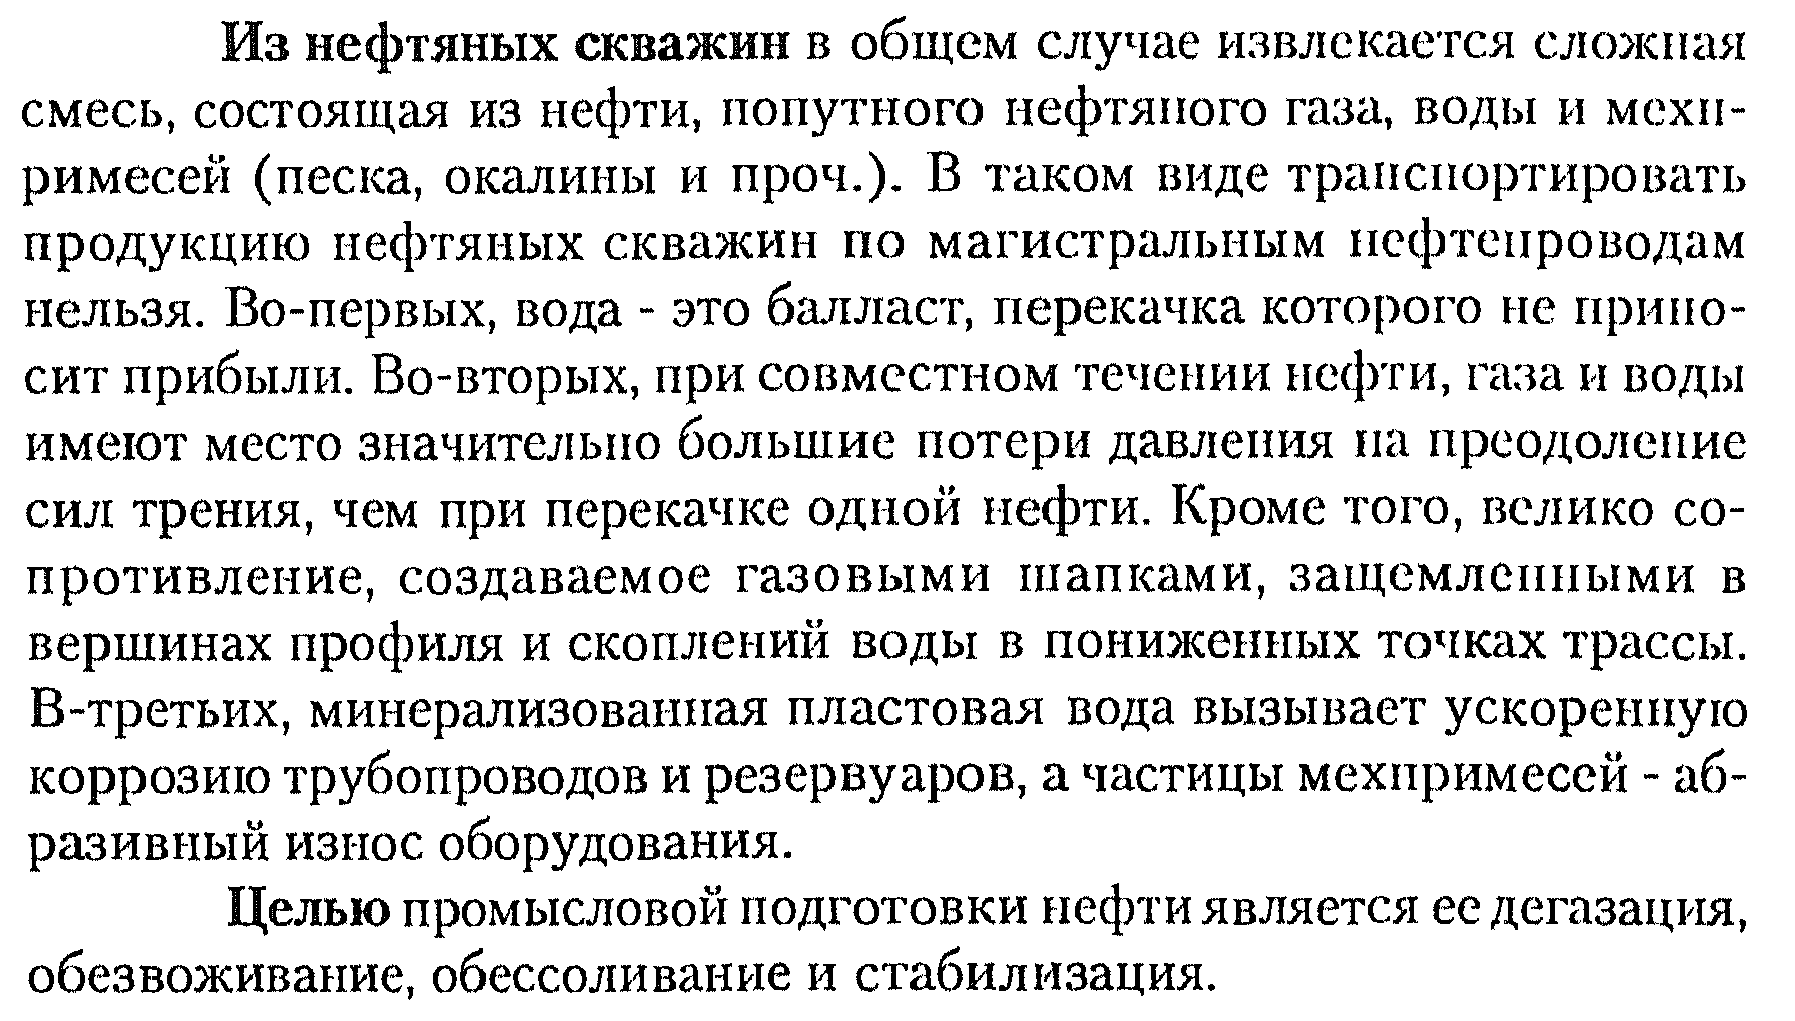 Из нефтяных скважин в общем случае извлекается сложная
смесь, состоящая из нефти, попутного нефтяного газа, воды и мехп-
римесей (песка, окалины и проч.). В таком виде транспортировать
продукцию нефтяных скважин по магистральным нефтепроводам
нельзя. Во-первых, вода - это балласт, перекачка которого не прино-
сит прибыли. Во-вторых, при совместном течении нефти, газа и воды
имеют место значительно большие потери давления на преодоление
сил трения, чем при перекачке одной нефти. Кроме того, велико со-
противление, создаваемое газовыми шапками, защемленными в
вершинах профиля и скоплений воды в пониженных точках трассы.
В-третьих, минерализованная пластовая вода вызывает ускоренную
коррозию трубопроводов и резервуаров, а частицы мехпримесей - аб-
разивный износ оборудования.
Целью промысловой подготовки нефти является ее дегазация,
обезвоживание, обессоливание и стабилизация.